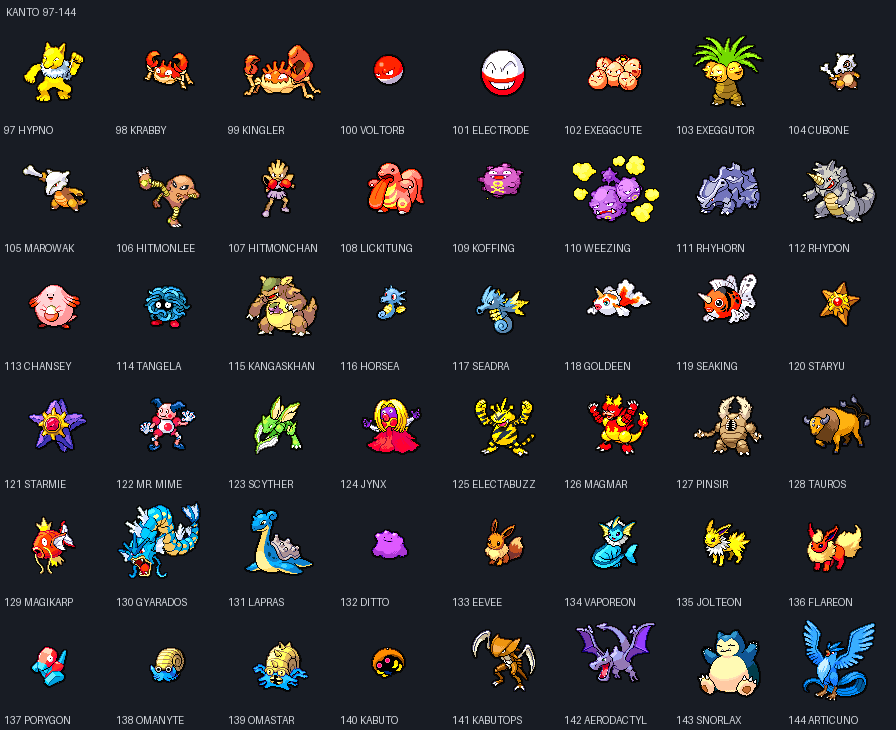 KANTO 97-144
97 HYPNO 98 KRABBY 99 KINGLER 100 VOLTORB 101 ELECTRODE 102 EXEGGCUTE 103 EXEGGUTOR 104 CUBONE
105 MAROWAK 106 HITMONLEE 107 HITMONCHAN 108 LICKITUNG 109 KOFFING 110 WEEZING 111 RHYHORN 112 RHYDON
113 CHANSEY 114 TANGELA 115 KANGASKHAN 116 HORSEA 117 SEADRA 118 GOLDEEN 119 SEAKING 120 STARYU
121 STARMIE 122 MR. MIME 123 SCYTHER 124 JYNX 125 ELECTABUZZ 126 MAGMAR 127 PINSIR 128 TAUROS
129 MAGIKARP 130 GYARADOS 131 LAPRAS 132 DITTO 133 EEVEE 134 VAPOREON 135 JOLTEON 136 FLAREON
137 PORYGON 138 OMANYTE 139 OMASTAR 140 KABUTO 141 KABUTOPS 142 AERODACTYL 143 SNORLAX 144 ARTICUNO